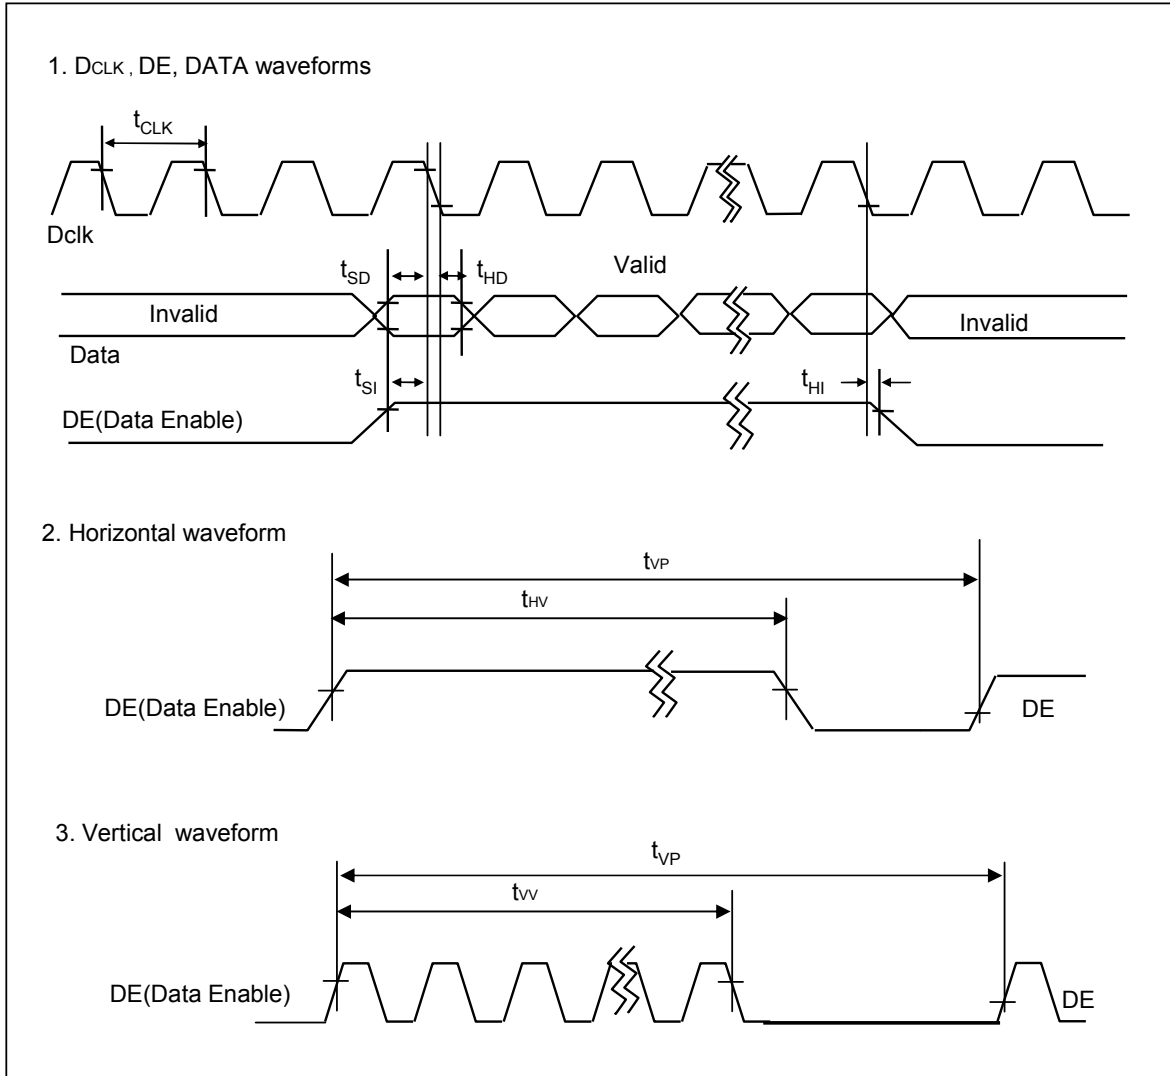 1. DCLK , DE, DATA waveforms
tCLK
Dclk
tSD
tHD
Valid
Invalid
Invalid
Data
tSI
tHI
DE(Data Enable)
2. Horizontal waveform
tVP
tHV
DE(Data Enable)
DE
3. Vertical waveform
tVP
tVV
DE(Data Enable)
DE